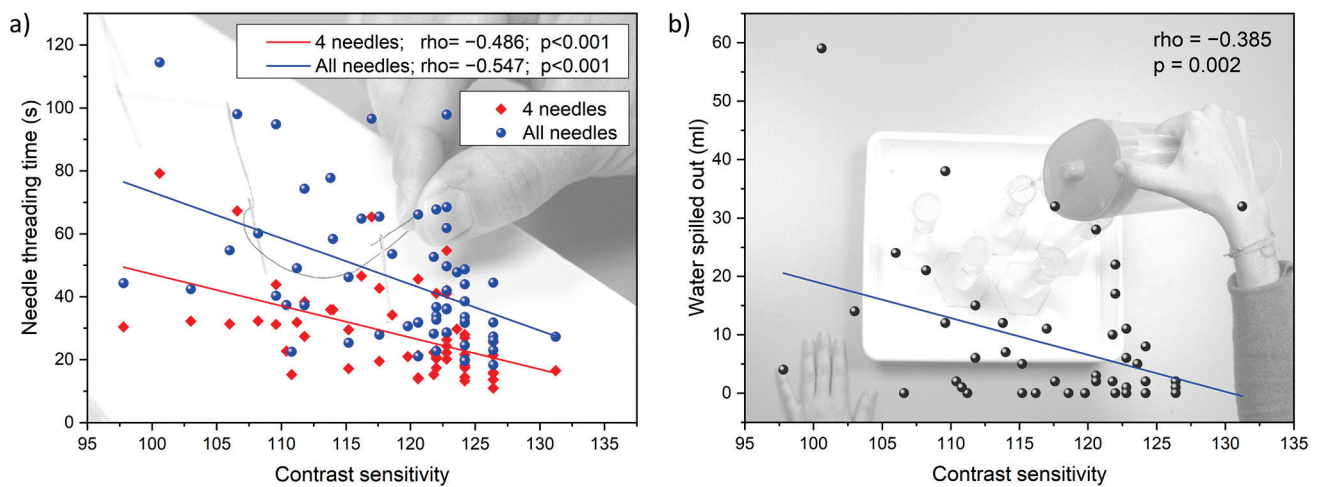 a)
4 needles; rho= −0.486; p<0.001
All needles; rho= −0.547; p<0.001
4 needles
All needles
Needle threading time (s)
120
100
80
60
40
20
0
95 100 105 110 115 120 125 130 135
Contrast sensitivity
b)
rho = −0.385
p = 0.002
Water spilled out (ml)
60
50
40
30
20
10
0
95 100 105 110 115 120 125 130 135
Contrast sensitivity